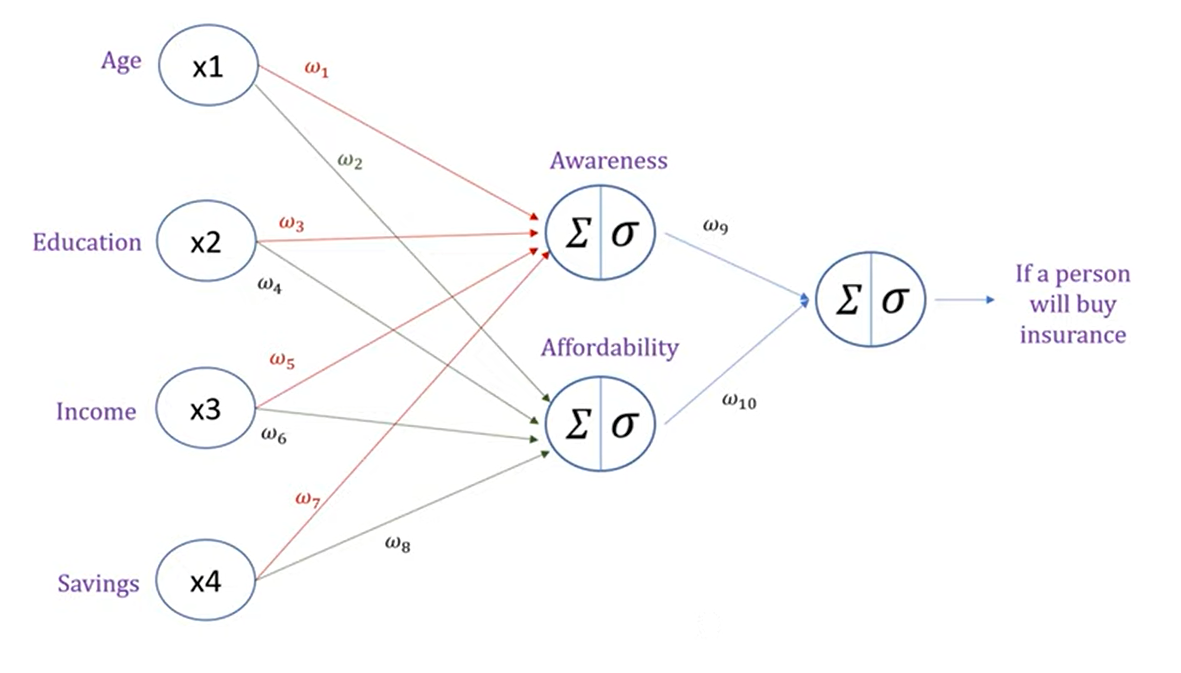 Age
x1
ω1
ω2
Education
x2
ω3
ω4
Income
x3
ω5
ω6
Savings
x4
ω7
ω8
Awareness
Σ σ
Affordability
Σ σ
ω9
ω10
Σ σ
If a person
will buy
insurance